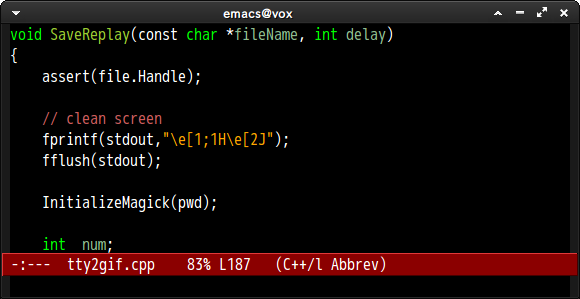 emacs@vox
void SaveReplay(const char *fileName, int delay)
{
    assert(file.Handle);
    // clean screen
    fprintf(stdout,"\e[1;1H\e[2J");
    fflush(stdout);
    InitializeMagick(pwd);
    int  num;
-:---  tty2gif.cpp    83% L187   (C++/l Abbrev)